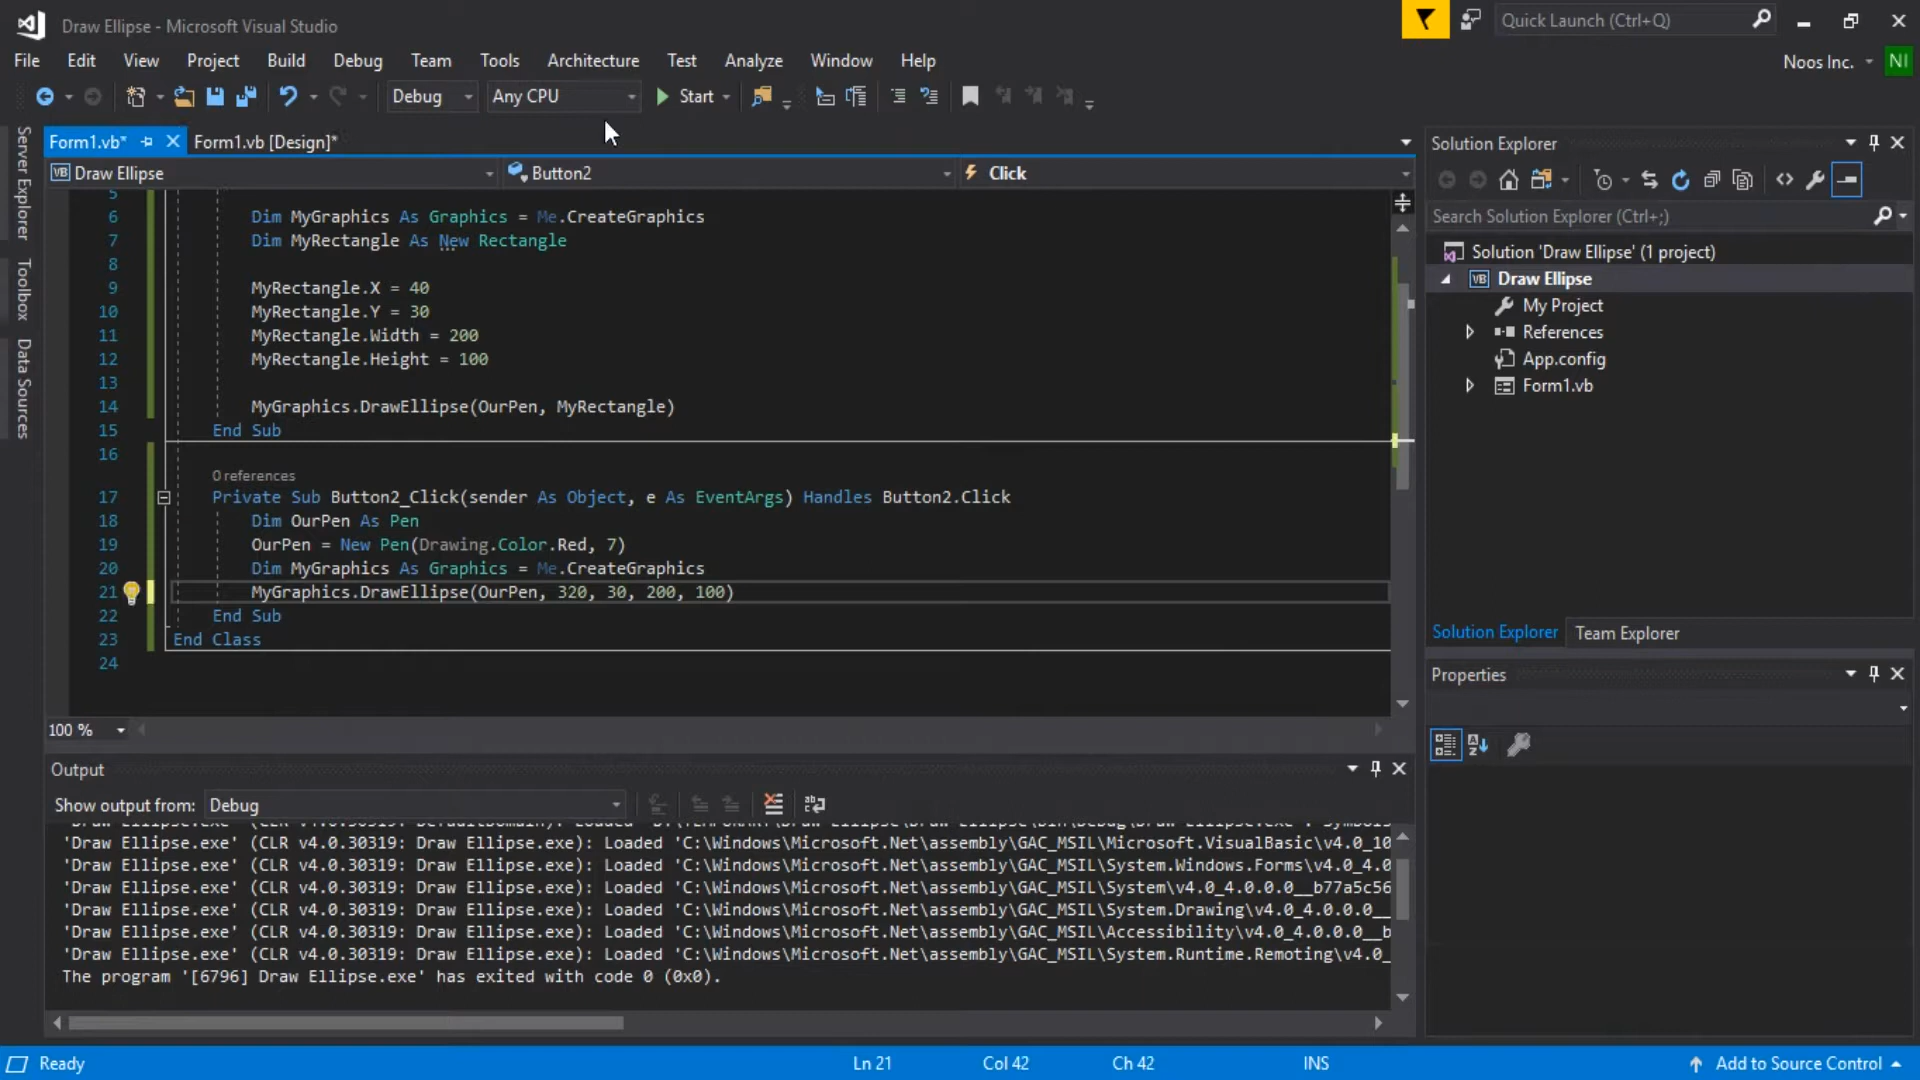 Draw Ellipse - Microsoft Visual Studio
Quick Launch (Ctrl+Q)
File Edit View Project Build Debug Team Tools Architecture Test Analyze Window Help
Noos Inc. NI
Debug Any CPU Start
Server Explorer
Toolbox
Data Sources
Form1.vb* Form1.vb [Design]*
VB Draw Ellipse Button2 Click
5
6 Dim MyGraphics As Graphics = Me.CreateGraphics
7 Dim MyRectangle As New Rectangle
8
9 MyRectangle.X = 40
10 MyRectangle.Y = 30
11 MyRectangle.Width = 200
12 MyRectangle.Height = 100
13
14 MyGraphics.DrawEllipse(OurPen, MyRectangle)
15 End Sub
16
0 references
17 Private Sub Button2_Click(sender As Object, e As EventArgs) Handles Button2.Click
18 Dim OurPen As Pen
19 OurPen = New Pen(Drawing.Color.Red, 7)
20 Dim MyGraphics As Graphics = Me.CreateGraphics
21 MyGraphics.DrawEllipse(OurPen, 320, 30, 200, 100)
22 End Sub
23 End Class
24
100 %
Solution Explorer
Search Solution Explorer (Ctrl+;)
Solution 'Draw Ellipse' (1 project)
VB Draw Ellipse
My Project
References
App.config
Form1.vb
Solution Explorer Team Explorer
Properties
Output
Show output from: Debug
'Draw Ellipse.exe' (CLR v4.0.30319: Draw Ellipse.exe): Loaded 'C:\Windows\Microsoft.Net\assembly\GAC_MSIL\Microsoft.VisualBasic\v4.0_10
'Draw Ellipse.exe' (CLR v4.0.30319: Draw Ellipse.exe): Loaded 'C:\Windows\Microsoft.Net\assembly\GAC_MSIL\System.Windows.Forms\v4.0_4.0
'Draw Ellipse.exe' (CLR v4.0.30319: Draw Ellipse.exe): Loaded 'C:\Windows\Microsoft.Net\assembly\GAC_MSIL\System\v4.0_4.0.0.0__b77a5c56
'Draw Ellipse.exe' (CLR v4.0.30319: Draw Ellipse.exe): Loaded 'C:\Windows\Microsoft.Net\assembly\GAC_MSIL\System.Drawing\v4.0_4.0.0.0__
'Draw Ellipse.exe' (CLR v4.0.30319: Draw Ellipse.exe): Loaded 'C:\Windows\Microsoft.Net\assembly\GAC_MSIL\Accessibility\v4.0_4.0.0.0__b
'Draw Ellipse.exe' (CLR v4.0.30319: Draw Ellipse.exe): Loaded 'C:\Windows\Microsoft.Net\assembly\GAC_MSIL\System.Runtime.Remoting\v4.0_
The program '[6796] Draw Ellipse.exe' has exited with code 0 (0x0).
Ready Ln 21 Col 42 Ch 42 INS Add to Source Control